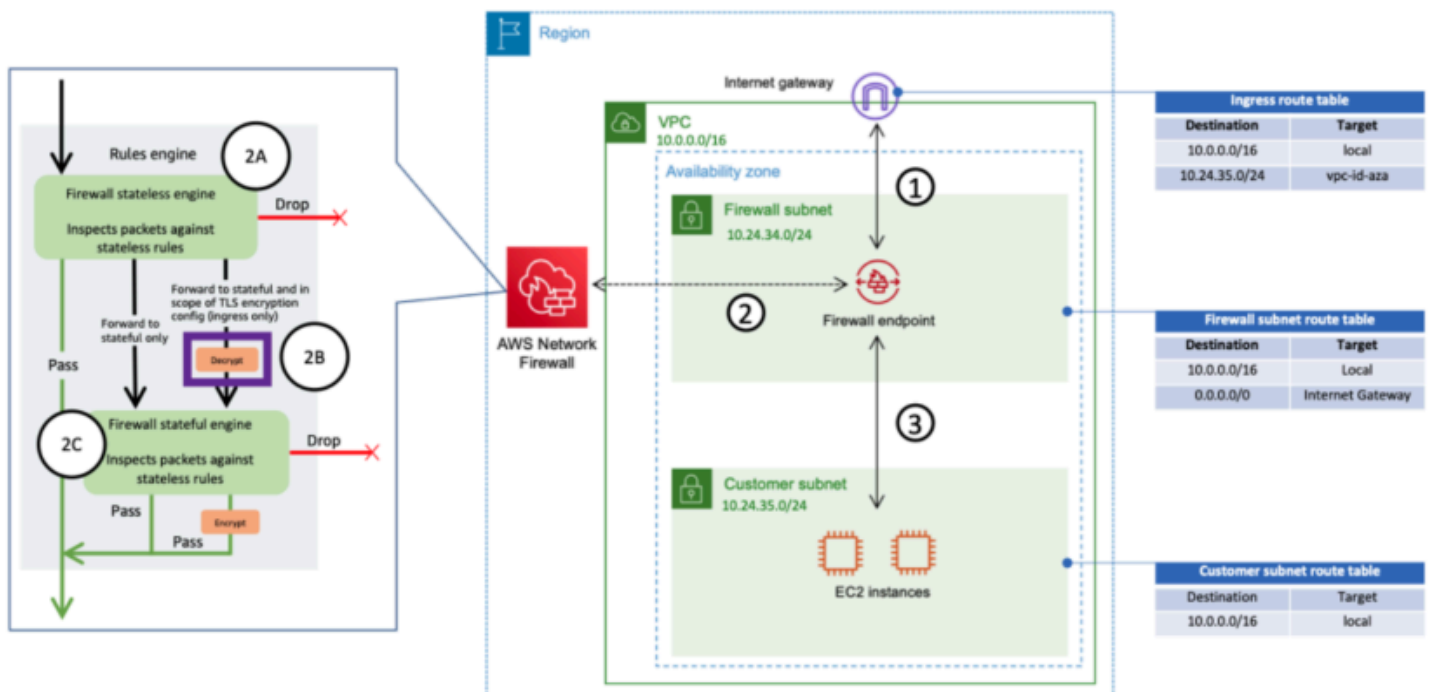 Region
Internet gateway
VPC
10.0.0.0/16
Availability zone
Firewall subnet
10.24.34.0/24
1
2
Firewall endpoint
3
AWS Network
Firewall
Customer subnet
10.24.35.0/24
EC2 instances
Rules engine
2A
Firewall stateless engine
Inspects packets against
stateless rules
Drop
Forward to stateful and in
scope of TLS encryption
config (ingress only)
Forward to
stateful only
Pass
Decrypt
2B
2C
Firewall stateful engine
Inspects packets against
stateless rules
Drop
Pass
Encrypt
Pass
Ingress route table
Destination Target
10.0.0.0/16 local
10.24.35.0/24 vpc-id-aza
Firewall subnet route table
Destination Target
10.0.0.0/16 Local
0.0.0.0/0 Internet Gateway
Customer subnet route table
Destination Target
10.0.0.0/16 local